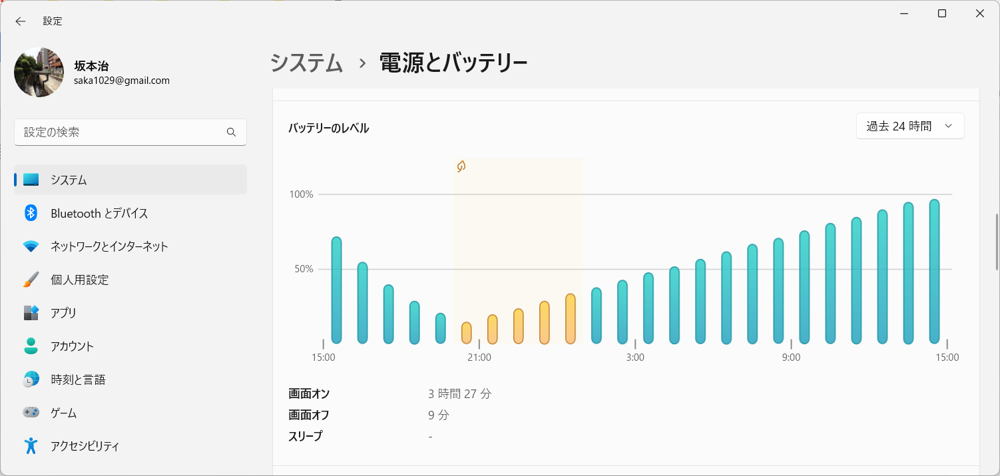 設定
坂本治
saka1029@gmail.com
設定の検索
システム
Bluetooth とデバイス
ネットワークとインターネット
個人用設定
アプリ
アカウント
時刻と言語
ゲーム
アクセシビリティ
システム › 電源とバッテリー
バッテリーのレベル
過去 24 時間
100%
50%
15:00 21:00 3:00 9:00 15:00
画面オン 3 時間 27 分
画面オフ 9 分
スリープ -